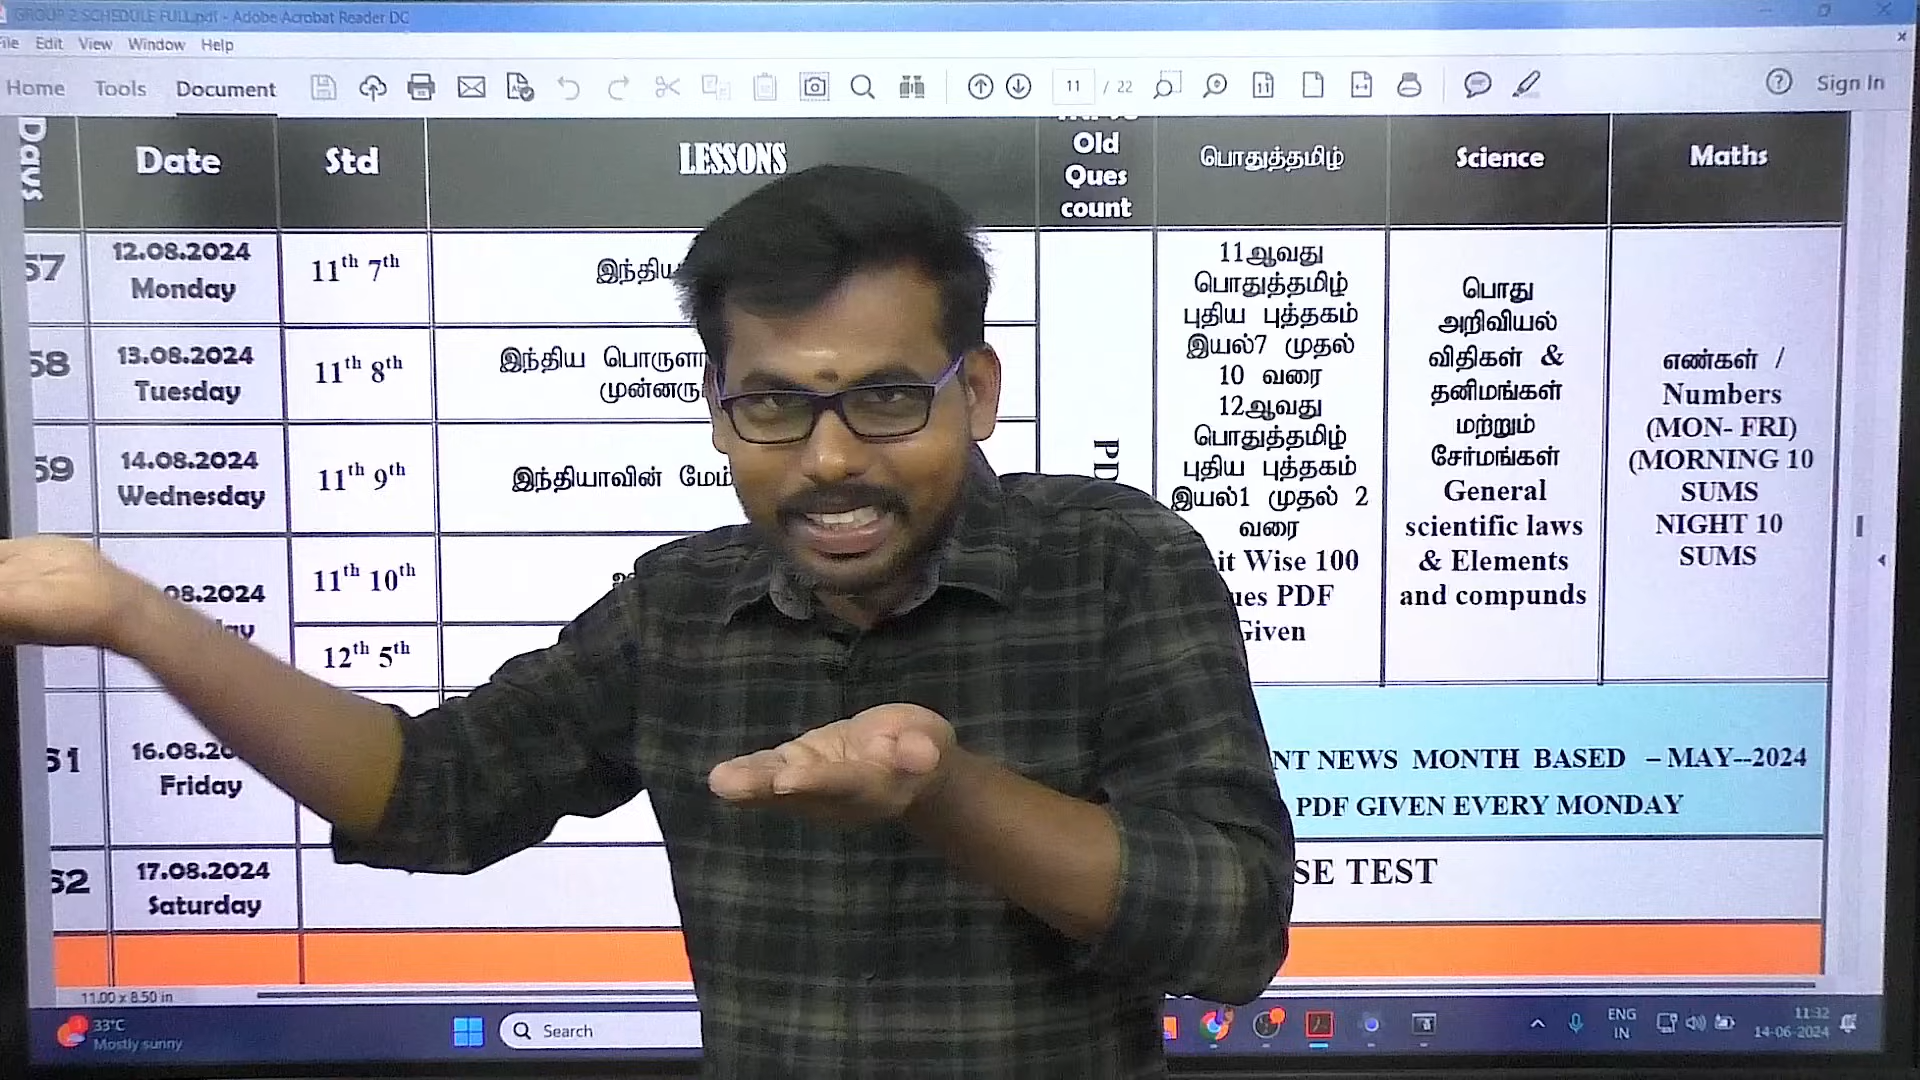 GROUP 2 SCHEDULE FULL.pdf - Adobe Acrobat Reader DC
File Edit View Window Help
Home Tools Document 11 / 22 Sign In
Days Date Std LESSONS
Old
Ques
count
பொதுத்தமிழ்
Science
Maths
57
12.08.2024
Monday
11th 7th
58
13.08.2024
Tuesday
11th 8th
இந்திய
59
14.08.2024
Wednesday
11th 9th
இந்தியாவின்
08.2024
11th 10th
12th 5th
11ஆவது
பொதுத்தமிழ்
புதிய புத்தகம்
இயல்7 முதல்
10 வரை
12ஆவது
பொதுத்தமிழ்
புதிய புத்தகம்
இயல்1 முதல் 2
வரை
Wise 100
PDF
Given
பொது
அறிவியல்
விதிகள் &
தனிமங்கள்
மற்றும்
சேர்மங்கள்
General
scientific laws
& Elements
and compunds
எண்கள் /
Numbers
(MON- FRI)
(MORNING 10
SUMS
NIGHT 10
SUMS
61
16.08.20
Friday
NEWS MONTH BASED – MAY--2024
PDF GIVEN EVERY MONDAY
62
17.08.2024
Saturday
TEST
11.00 x 8.50 in
33°C
Mostly sunny
Search
ENG
IN
11:32
14-06-2024